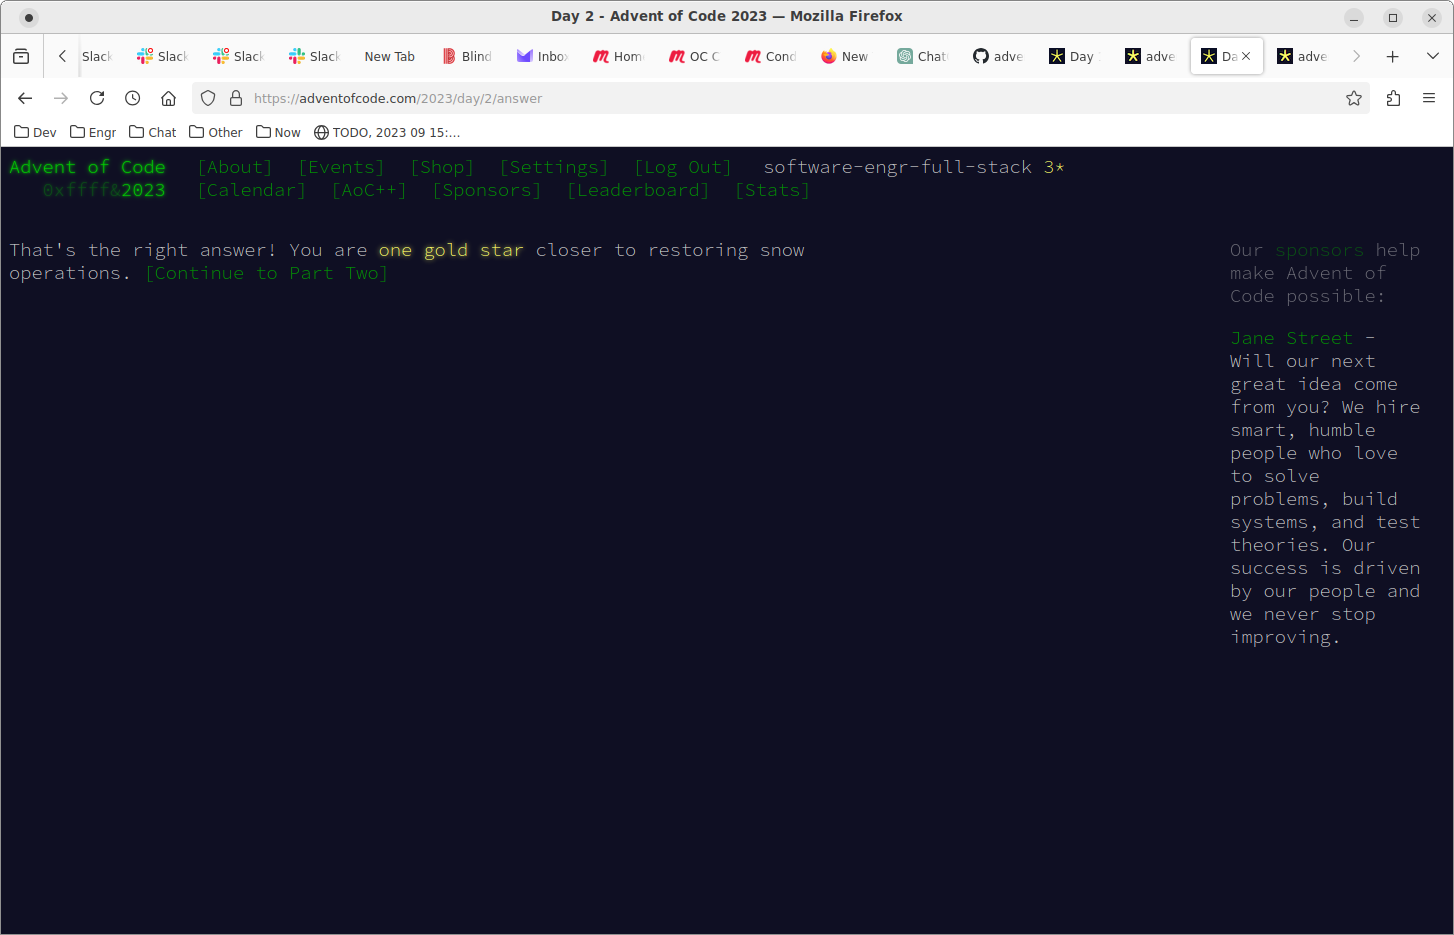 Day 2 - Advent of Code 2023 — Mozilla Firefox
Slack Slack Slack Slack New Tab Blind Inbo Home OC C Cond New Chat adve Day adve Da adve
https://adventofcode.com/2023/day/2/answer
Dev Engr Chat Other Now TODO, 2023 09 15:...
Advent of Code [About] [Events] [Shop] [Settings] [Log Out] software-engr-full-stack 3*
0xffff&2023 [Calendar] [AoC++] [Sponsors] [Leaderboard] [Stats]
That's the right answer! You are one gold star closer to restoring snow
operations. [Continue to Part Two]
Our sponsors help
make Advent of
Code possible:
Jane Street -
Will our next
great idea come
from you? We hire
smart, humble
people who love
to solve
problems, build
systems, and test
theories. Our
success is driven
by our people and
we never stop
improving.